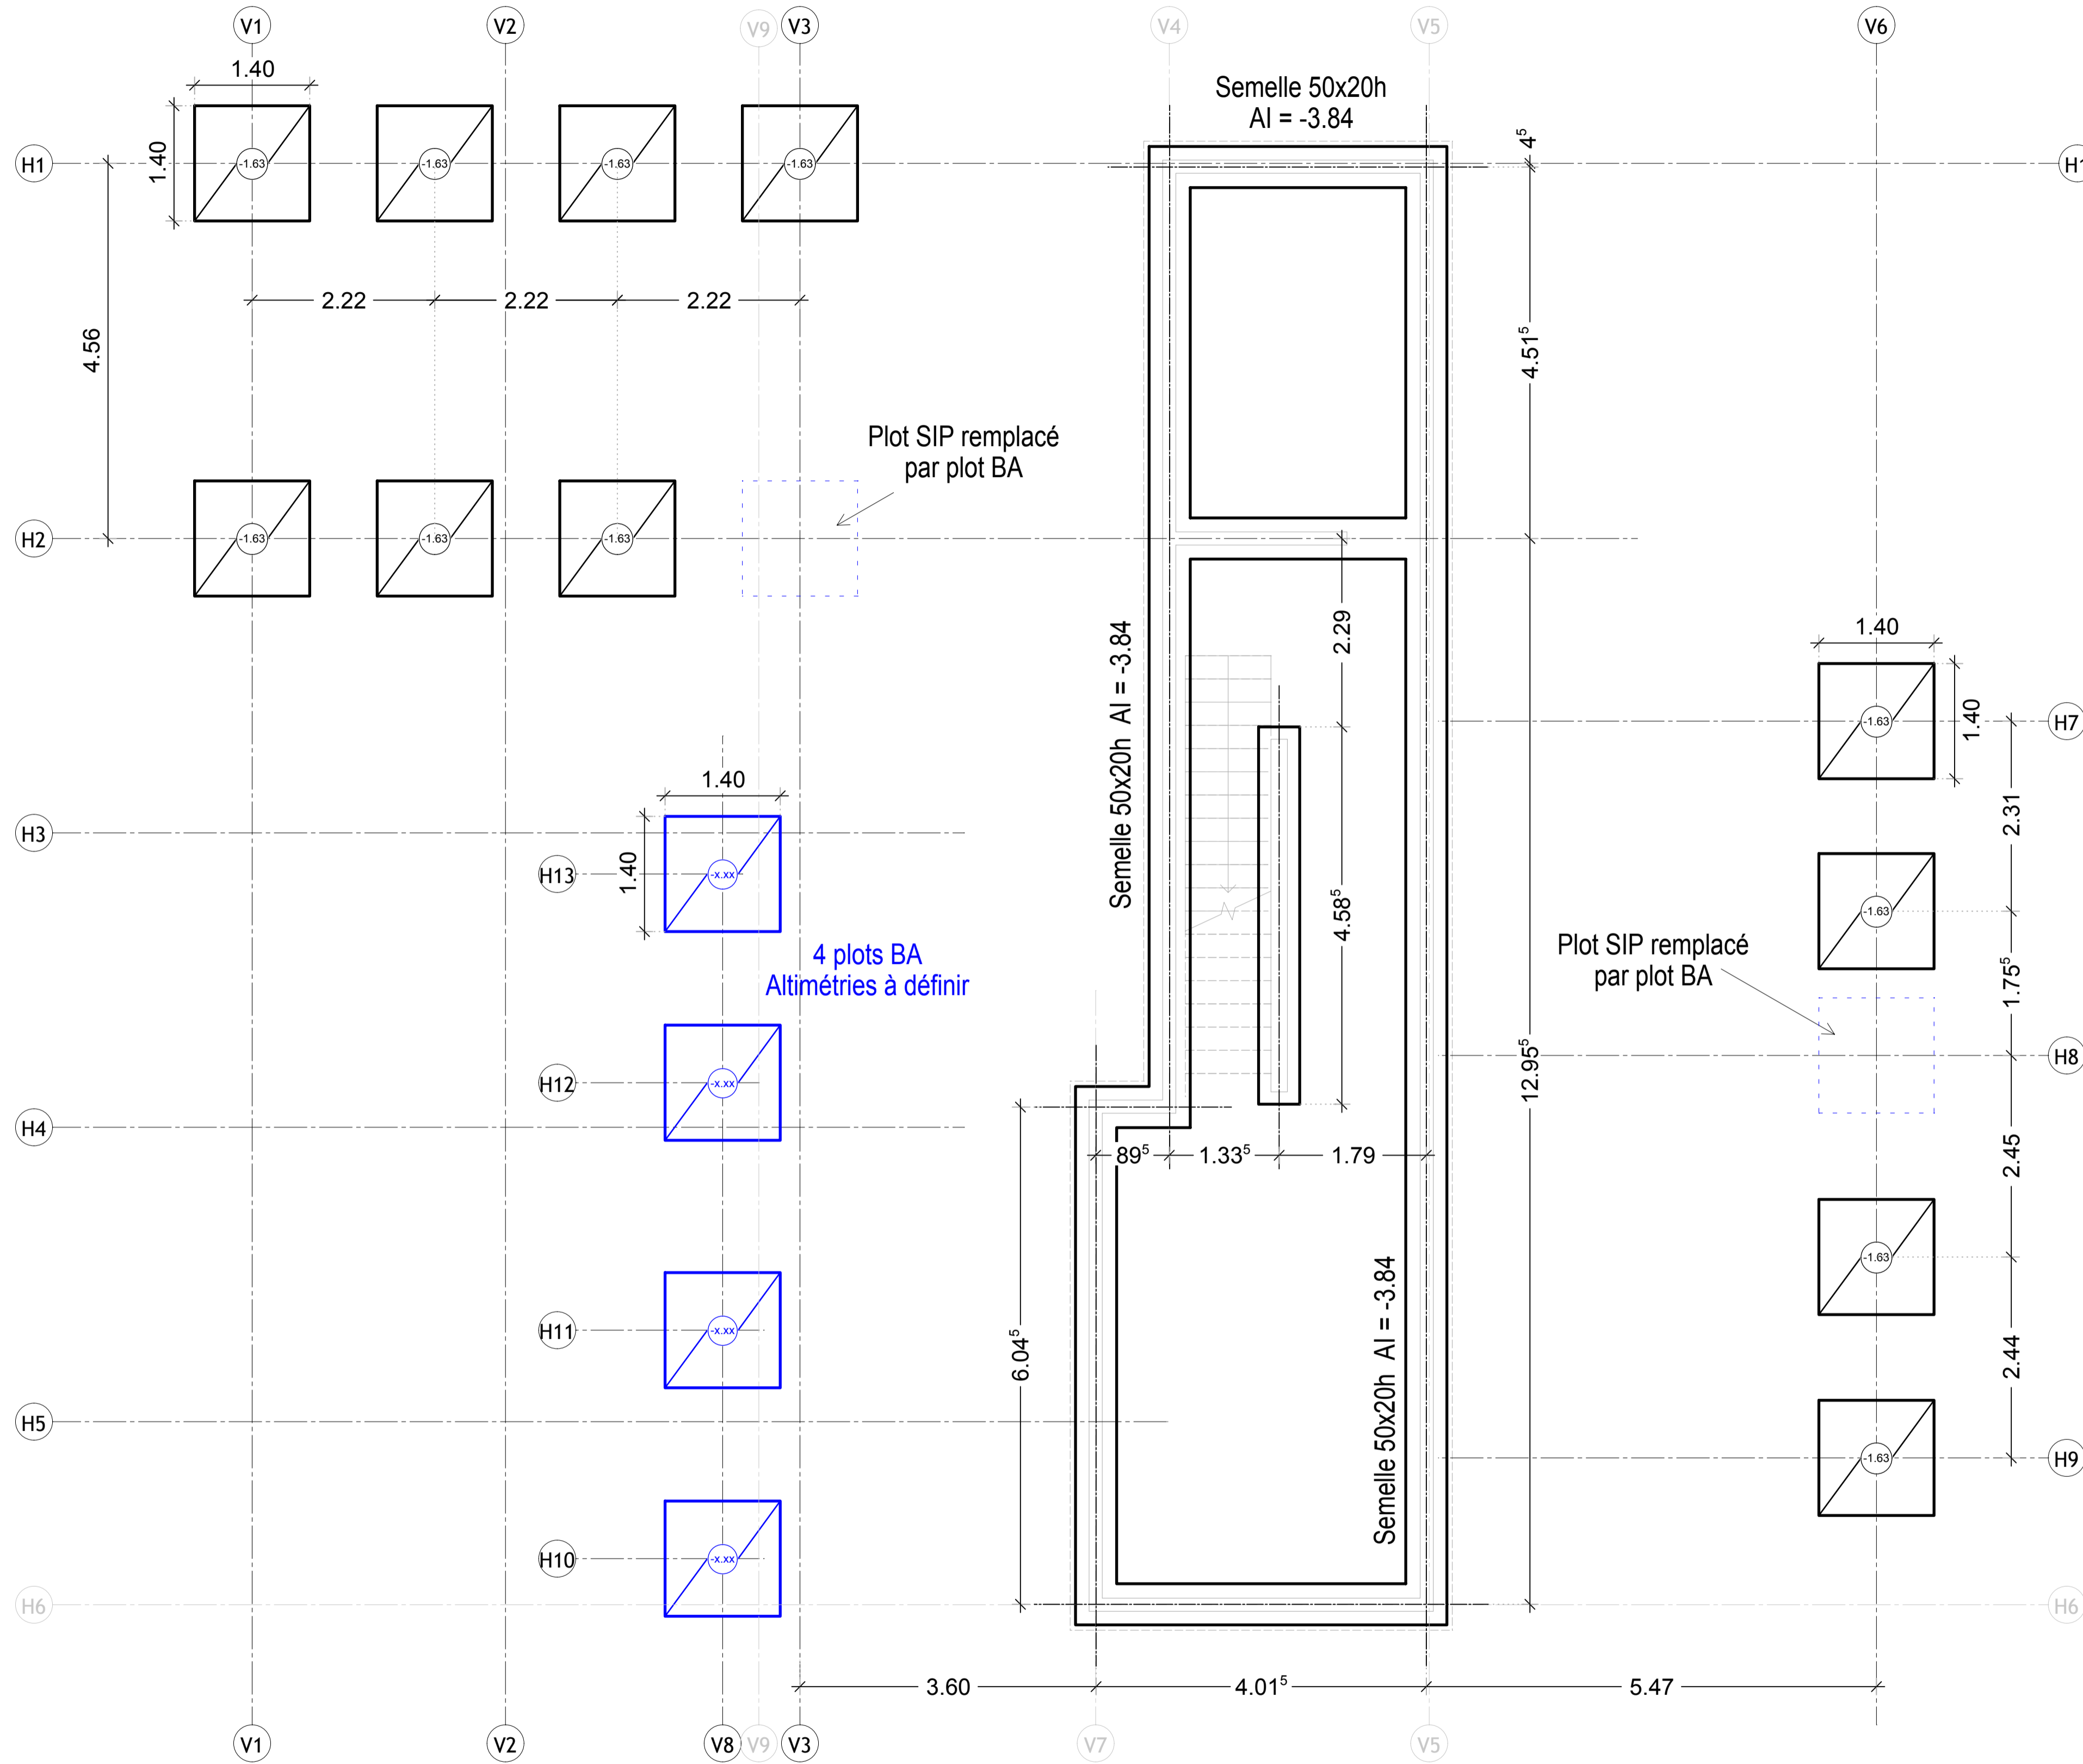 V1 V2 V9 V3 V4 V5 V6
1.40
Semelle 50x20h
AI = -3.84
4⁵
1.40
H1 -1.63 -1.63 -1.63 -1.63 H1
2.22 2.22 2.22
4.56
4.51⁵
Plot SIP remplacé
par plot BA
H2 -1.63 -1.63 -1.63
2.29
1.40
Semelle 50x20h AI = -3.84
1.40
-1.63 H7
1.40
2.31
H3
1.40
H13 -x.xx
4.58⁵
-1.63
4 plots BA
Altimétries à définir
Plot SIP remplacé
par plot BA
1.75⁵
12.95⁵
H8
H12 -x.xx
H4
89⁵ 1.33⁵ 1.79
2.45
-1.63
H11 -x.xx
6.04⁵
Semelle 50x20h AI = -3.84
2.44
H5
-1.63 H9
H10 -x.xx
H6 H6
3.60 4.01⁵ 5.47
V1 V2 V8 V9 V3 V7 V5